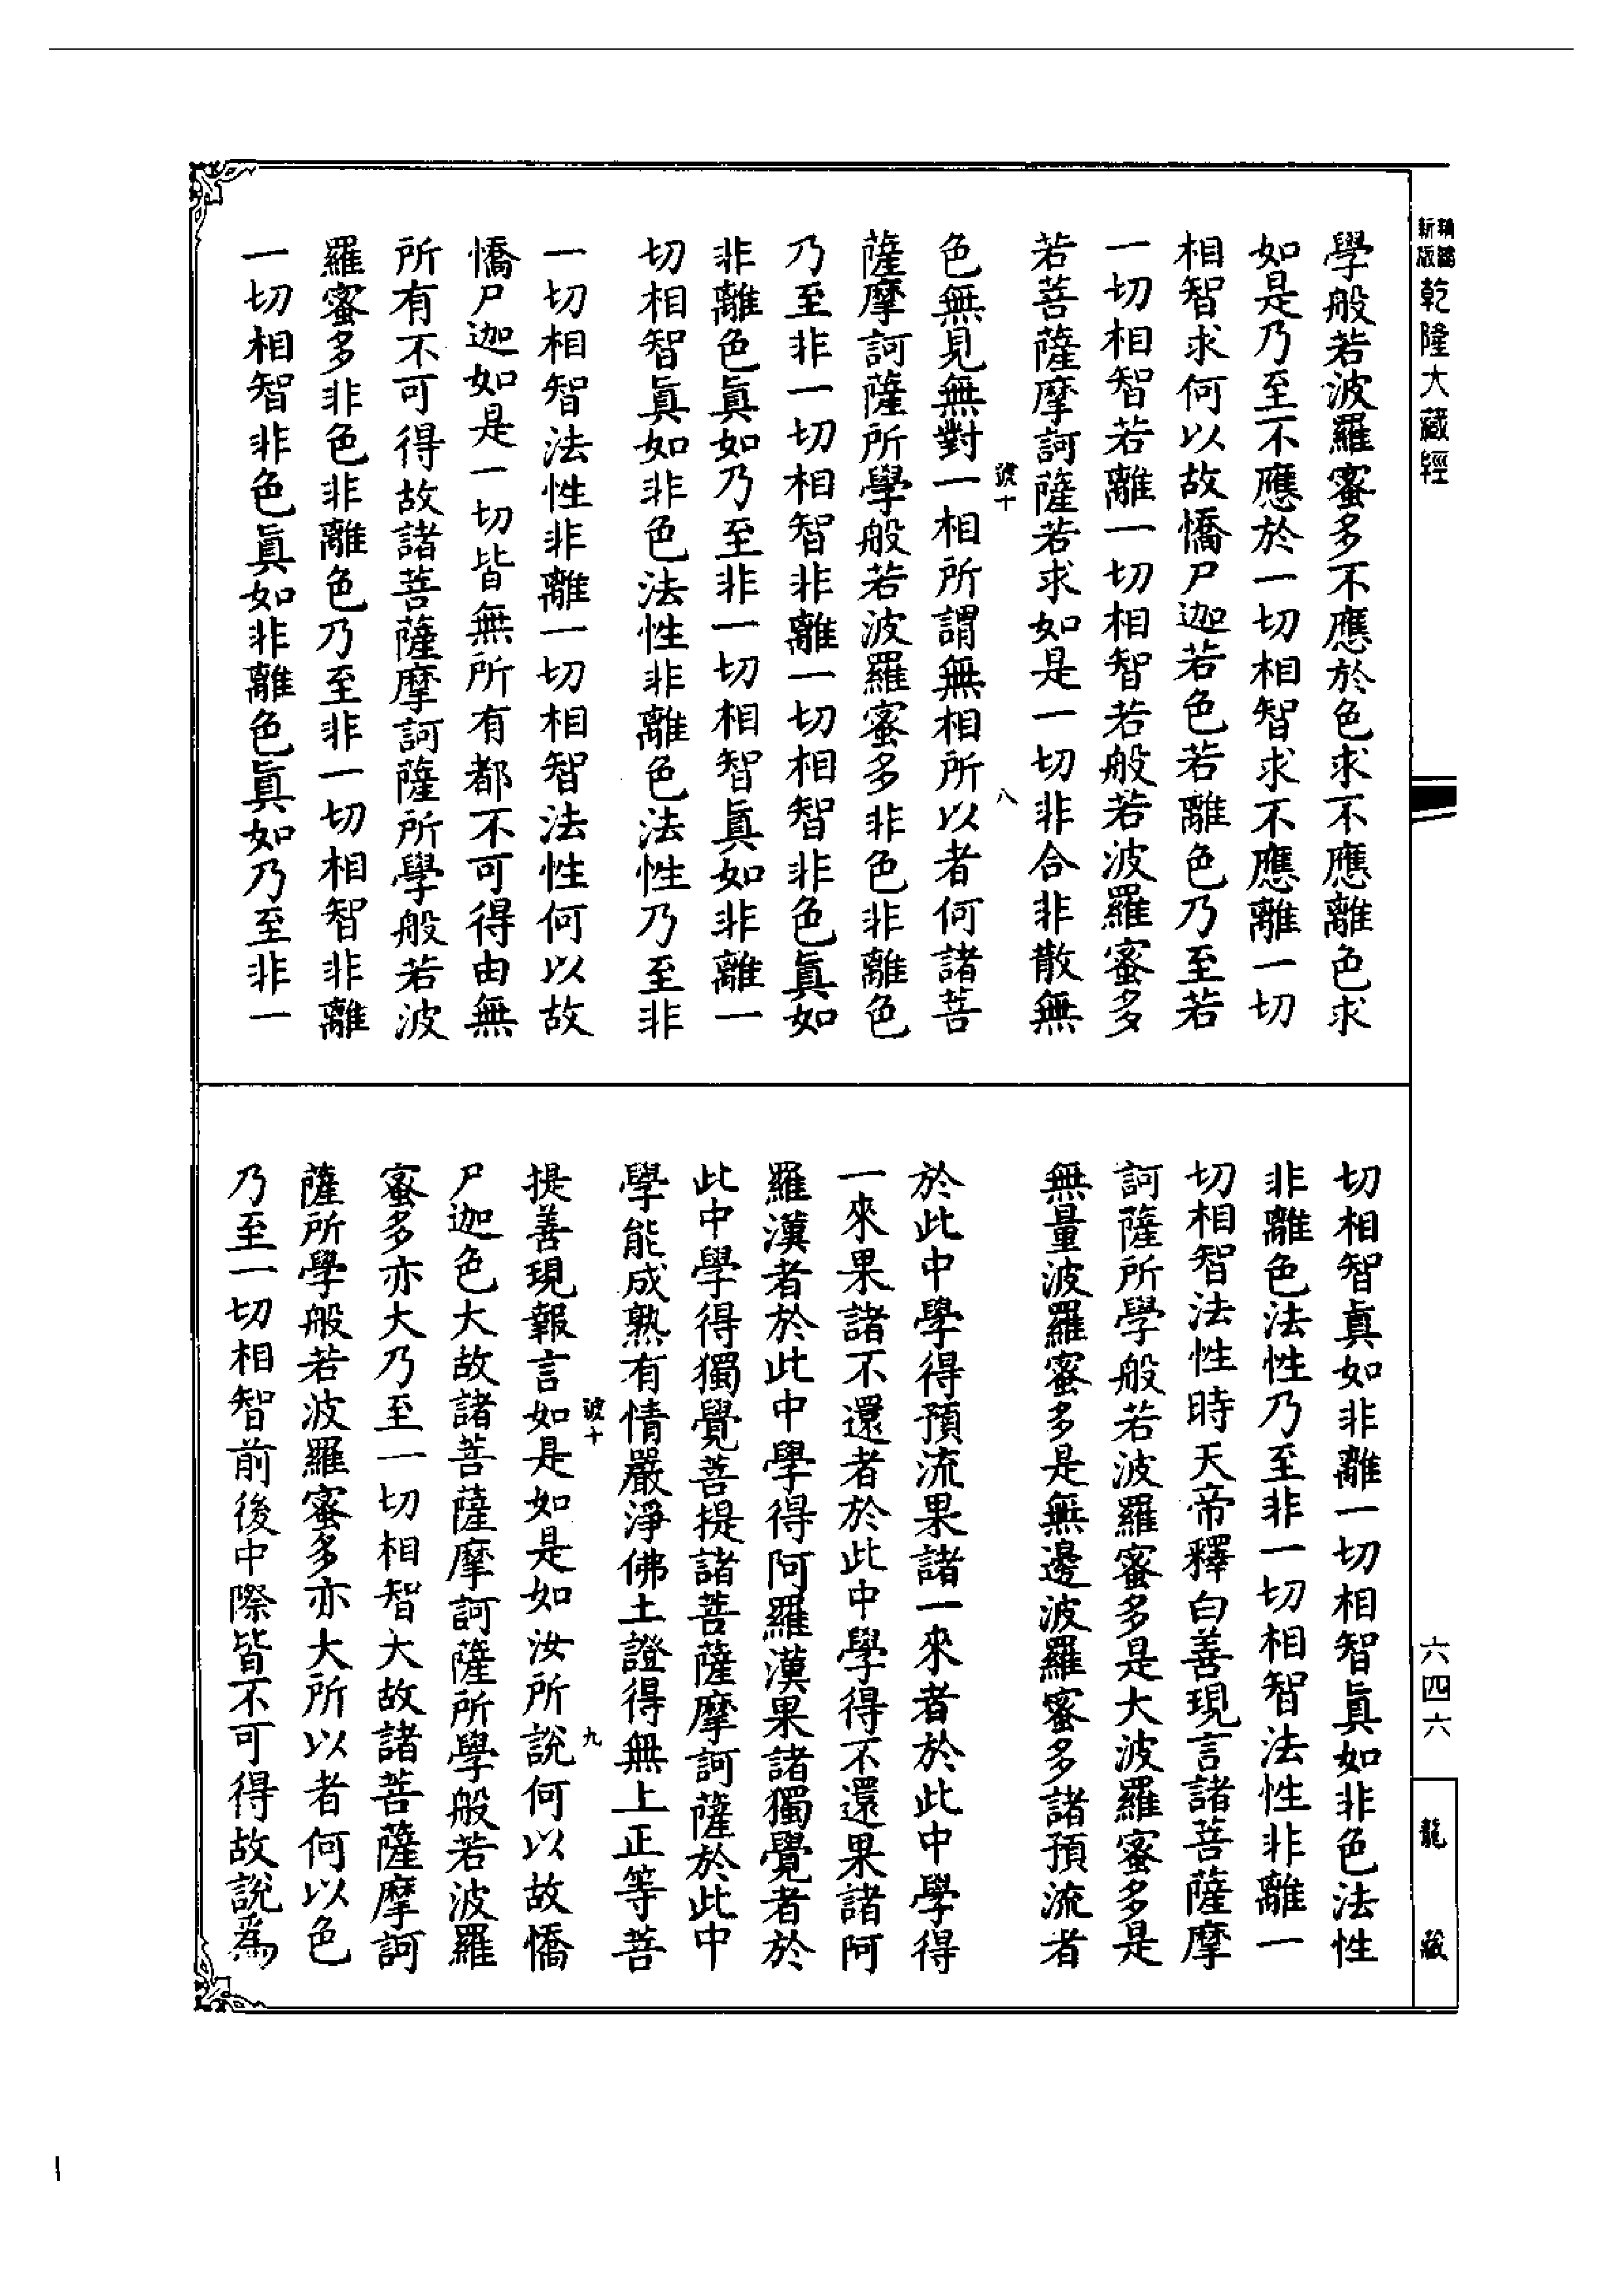 精鑄
新版
乾隆大藏經
六四六
龍藏
學般若波羅蜜多不應於色求不應離色求
如是乃至不應於一切相智求不應離一切
相智求何以故憍尸迦若色若離色乃至若
一切相智若離一切相智若般若波羅蜜多
若菩薩摩訶薩若求如是一切非合非散無
號十
八
色無見無對一相所謂無相所以者何諸菩
薩摩訶薩所學般若波羅蜜多非色非離色
乃至非一切相智非離一切相智非色眞如
非離色眞如乃至非一切相智眞如非離一
切相智眞如非色法性非離色法性乃至非
一切相智法性非離一切相智法性何以故
憍尸迦如是一切皆無所有都不可得由無
所有不可得故諸菩薩摩訶薩所學般若波
羅蜜多非色非離色乃至非一切相智非離
一切相智非色眞如非離色眞如乃至非一
切相智眞如非離一切相智眞如非色法性
非離色法性乃至非一切相智法性非離一
切相智法性時天帝釋白善現言諸菩薩摩
訶薩所學般若波羅蜜多是大波羅蜜多是
無量波羅蜜多是無邊波羅蜜多諸預流者
於此中學得預流果諸一來者於此中學得
一來果諸不還者於此中學得不還果諸阿
羅漢者於此中學得阿羅漢果諸獨覺者於
此中學得獨覺菩提諸菩薩摩訶薩於此中
學能成熟有情嚴淨佛土證得無上正等菩
號十
九
提善現報言如是如是如汝所說何以故憍
尸迦色大故諸菩薩摩訶薩所學般若波羅
蜜多亦大乃至一切相智大故諸菩薩摩訶
薩所學般若波羅蜜多亦大所以者何以色
乃至一切相智前後中際皆不可得故說爲